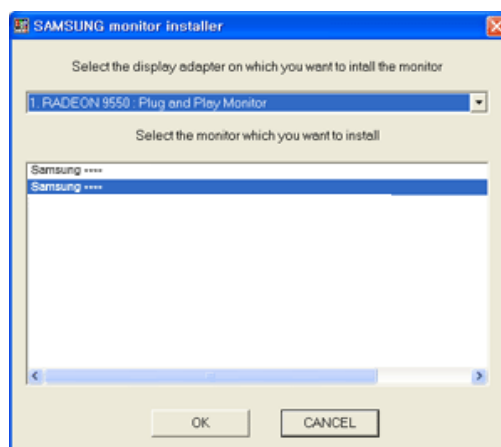 SAMSUNG monitor installer
Select the display adapter on which you want to intall the monitor
1. RADEON 9550 : Plug and Play Monitor
Select the monitor which you want to install
Samsung ****
Samsung ****
OK
CANCEL